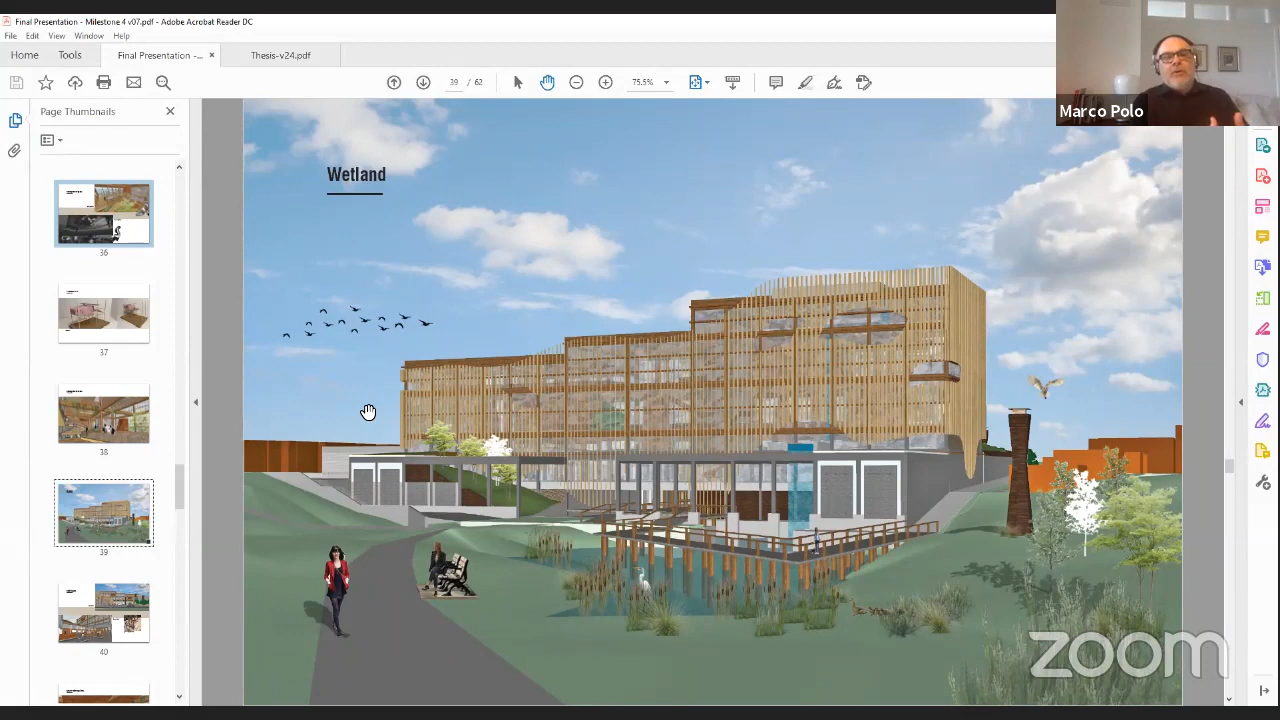 Final Presentation - Milestone 4 v07.pdf - Adobe Acrobat Reader DC
File Edit View Window Help
Home Tools Final Presentation -... × Thesis-v24.pdf
39 / 62 75.5%
Marco Polo
Page Thumbnails ×
Wetland
36
37
38
39
40
zoom